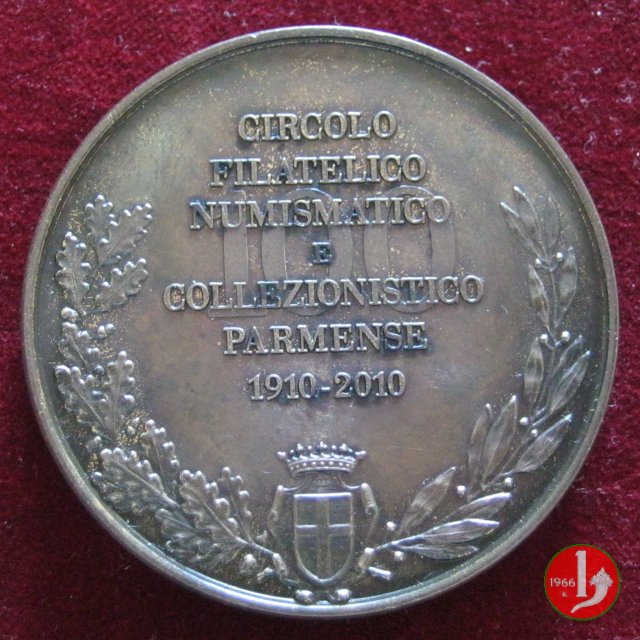 CIRCOLO
FILATELICO
NUMISMATICO
100
E
COLLEZIONISTICO
PARMENSE
1910-2010
1966